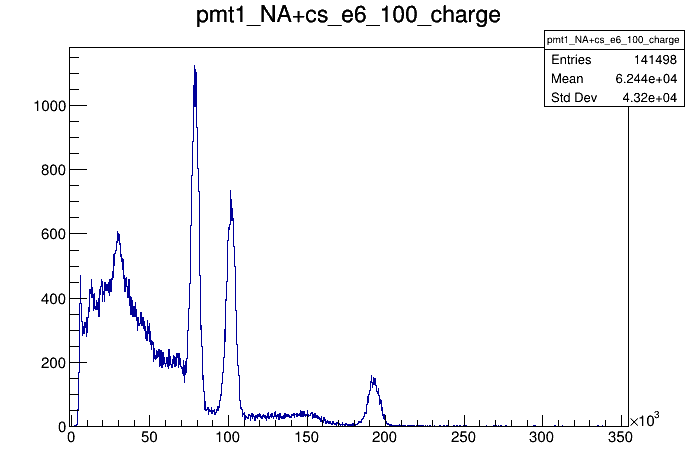 pmt1_NA+cs_e6_100_charge
pmt1_NA+cs_e6_100_charge
Entries 141498
Mean 6.244e+04
Std Dev 4.32e+04
1000
800
600
400
200
0
0 50 100 150 200 250 300 350 ×10³